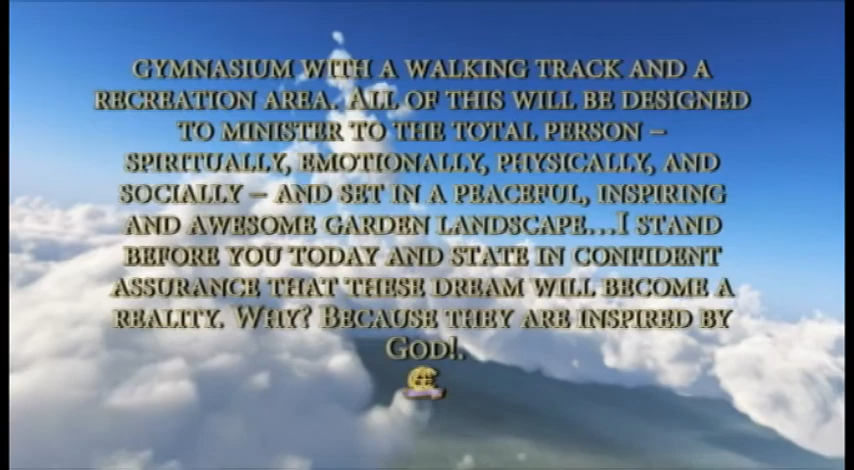 GYMNASIUM WITH A WALKING TRACK AND A
RECREATION AREA. ALL OF THIS WILL BE DESIGNED
TO MINISTER TO THE TOTAL PERSON –
SPIRITUALLY, EMOTIONALLY, PHYSICALLY, AND
SOCIALLY – AND SET IN A PEACEFUL, INSPIRING
AND AWESOME GARDEN LANDSCAPE...I STAND
BEFORE YOU TODAY AND STATE IN CONFIDENT
ASSURANCE THAT THESE DREAM WILL BECOME A
REALITY. WHY? BECAUSE THEY ARE INSPIRED BY
GOD!.